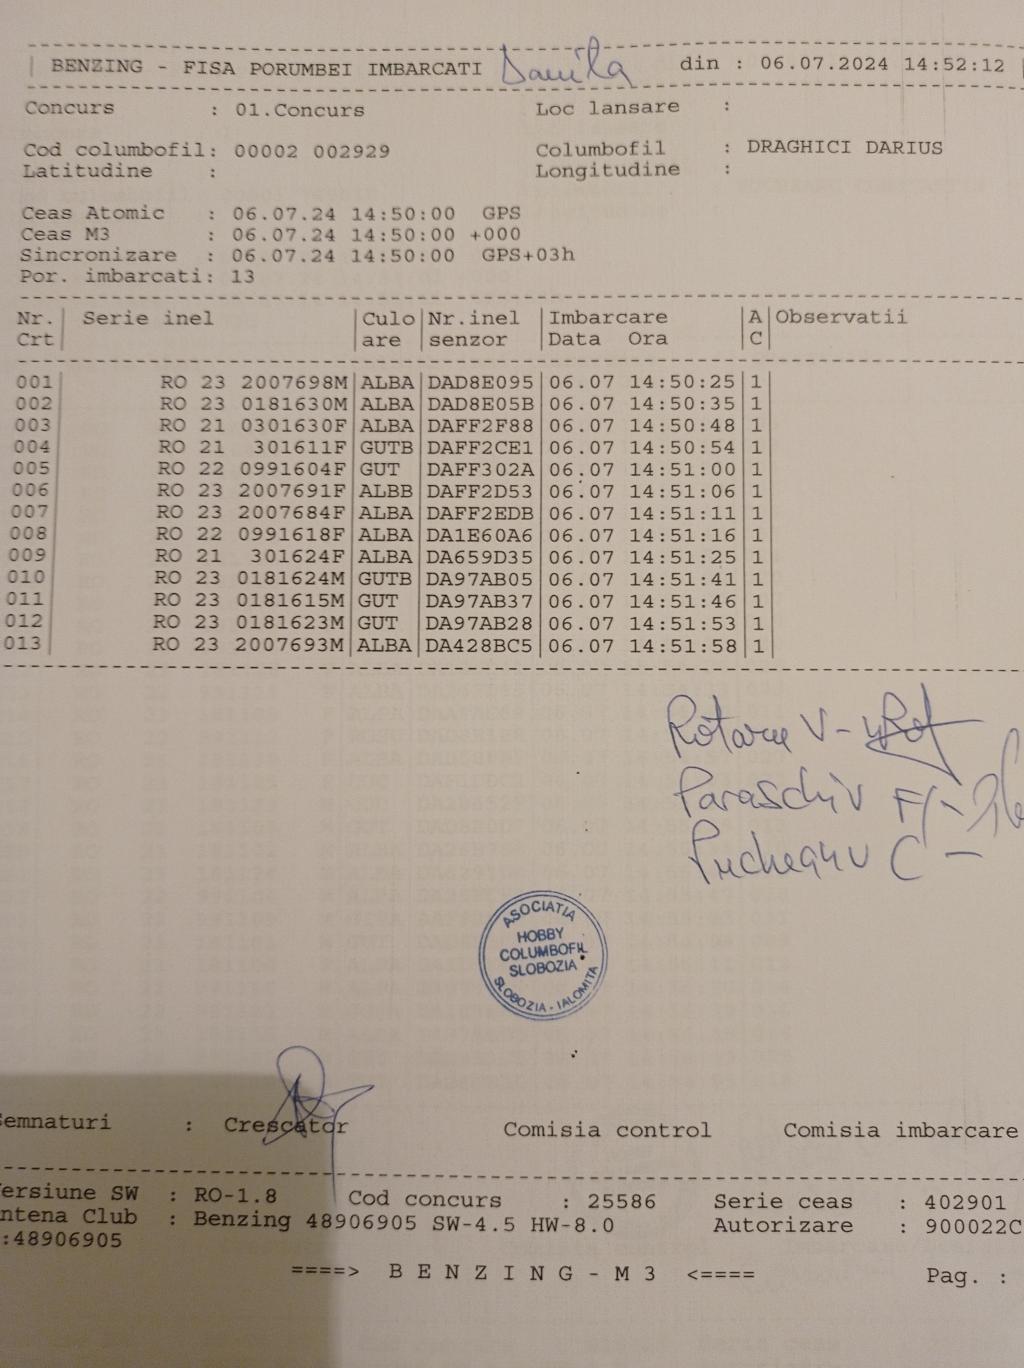 BENZING - FISA PORUMBEI IMBARCATI Danila din : 06.07.2024 14:52:12
Concurs : 01.Concurs Loc lansare :
Cod columbofil: 00002 002929 Columbofil : DRAGHICI DARIUS
Latitudine : Longitudine :
Ceas Atomic : 06.07.24 14:50:00 GPS
Ceas M3 : 06.07.24 14:50:00 +000
Sincronizare : 06.07.24 14:50:00 GPS+03h
Por. imbarcati: 13
Nr. Serie inel Culo Nr.inel Imbarcare A Observatii
Crt are senzor Data Ora C
001 RO 23 2007698M ALBA DAD8E095 06.07 14:50:25 1
002 RO 23 0181630M ALBA DAD8E05B 06.07 14:50:35 1
003 RO 21 0301630F ALBA DAFF2F88 06.07 14:50:48 1
004 RO 21 301611F GUTB DAFF2CE1 06.07 14:50:54 1
005 RO 22 0991604F GUT DAFF302A 06.07 14:51:00 1
006 RO 23 2007691F ALBB DAFF2D53 06.07 14:51:06 1
007 RO 23 2007684F ALBA DAFF2EDB 06.07 14:51:11 1
008 RO 22 0991618F ALBA DA1E60A6 06.07 14:51:16 1
009 RO 21 301624F ALBA DA659D35 06.07 14:51:25 1
010 RO 23 0181624M GUTB DA97AB05 06.07 14:51:41 1
011 RO 23 0181615M GUT DA97AB37 06.07 14:51:46 1
012 RO 23 0181623M GUT DA97AB28 06.07 14:51:53 1
013 RO 23 2007693M ALBA DA428BC5 06.07 14:51:58 1
Rotaru V -
Paraschiv F -
Pucheanu C -
ASOCIATIA
HOBBY
COLUMBOFIL
SLOBOZIA
SLOBOZIA - IALOMITA
Semnaturi : Crescator Comisia control Comisia imbarcare
ersiune SW : RO-1.8 Cod concurs : 25586 Serie ceas : 402901
ntena Club : Benzing 48906905 SW-4.5 HW-8.0 Autorizare : 900022C
:48906905
====> B E N Z I N G - M 3 <==== Pag. :